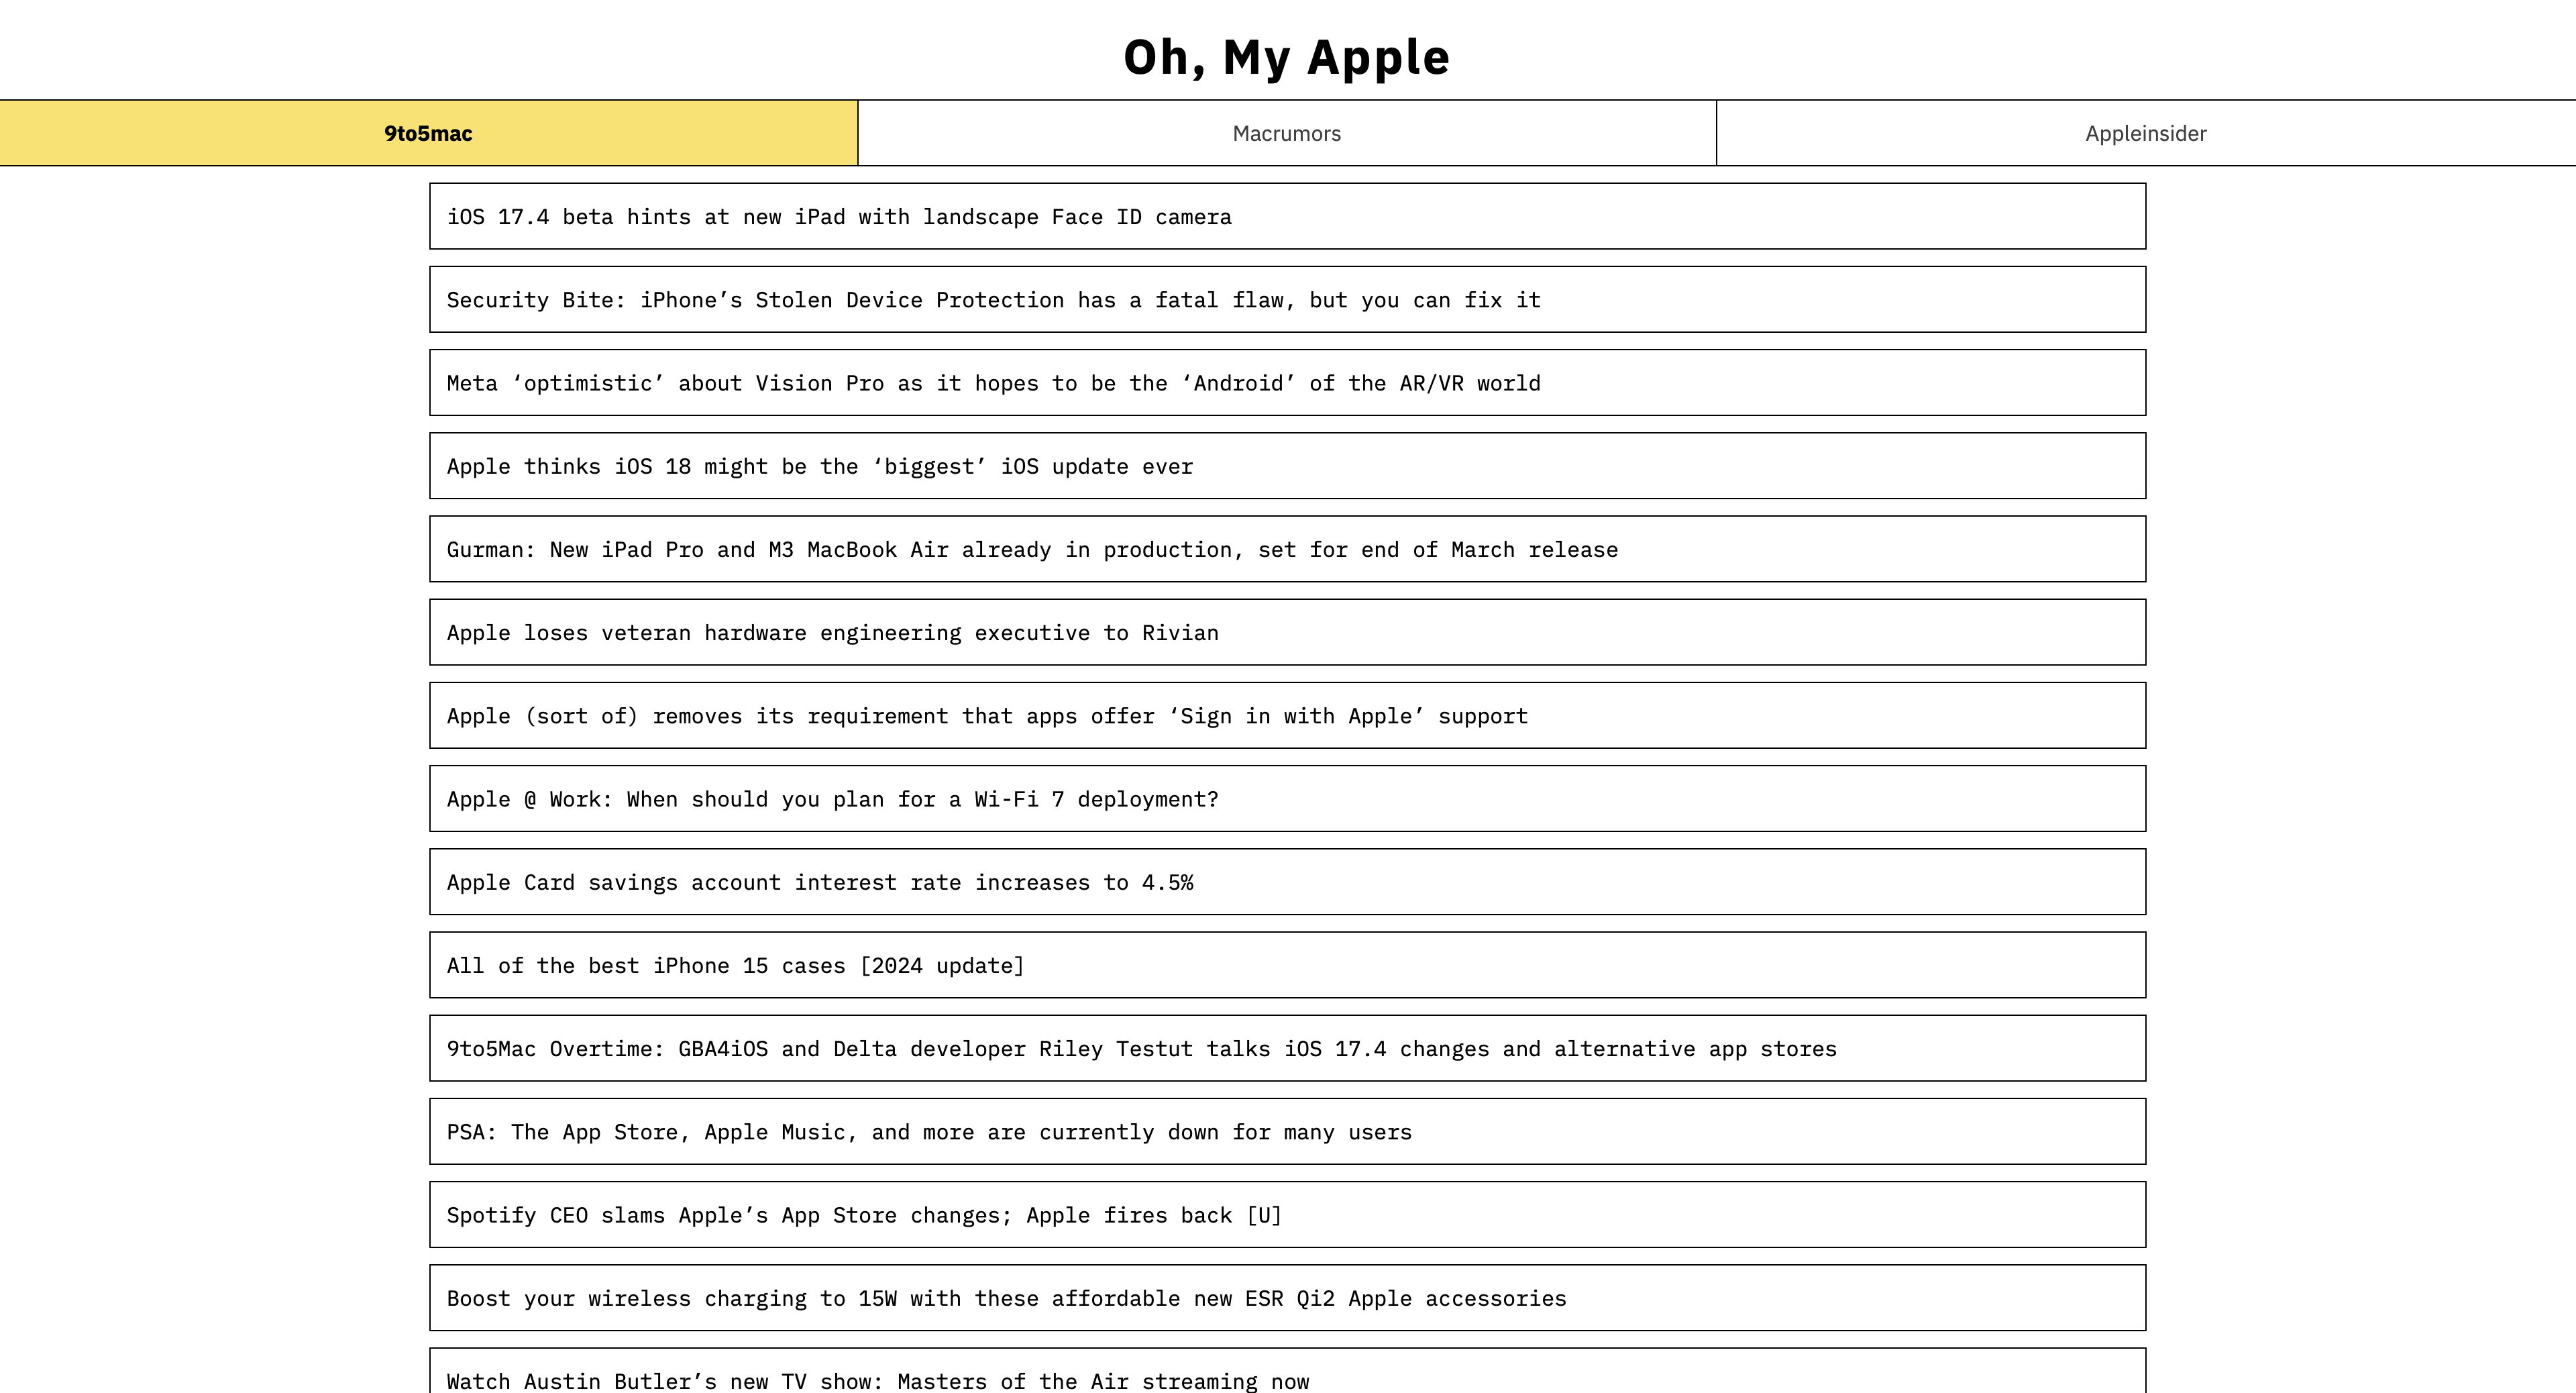 Oh, My Apple
9to5mac
Macrumors
Appleinsider
iOS 17.4 beta hints at new iPad with landscape Face ID camera
Security Bite: iPhone’s Stolen Device Protection has a fatal flaw, but you can fix it
Meta ‘optimistic’ about Vision Pro as it hopes to be the ‘Android’ of the AR/VR world
Apple thinks iOS 18 might be the ‘biggest’ iOS update ever
Gurman: New iPad Pro and M3 MacBook Air already in production, set for end of March release
Apple loses veteran hardware engineering executive to Rivian
Apple (sort of) removes its requirement that apps offer ‘Sign in with Apple’ support
Apple @ Work: When should you plan for a Wi-Fi 7 deployment?
Apple Card savings account interest rate increases to 4.5%
All of the best iPhone 15 cases [2024 update]
9to5Mac Overtime: GBA4iOS and Delta developer Riley Testut talks iOS 17.4 changes and alternative app stores
PSA: The App Store, Apple Music, and more are currently down for many users
Spotify CEO slams Apple’s App Store changes; Apple fires back [U]
Boost your wireless charging to 15W with these affordable new ESR Qi2 Apple accessories
Watch Austin Butler’s new TV show: Masters of the Air streaming now